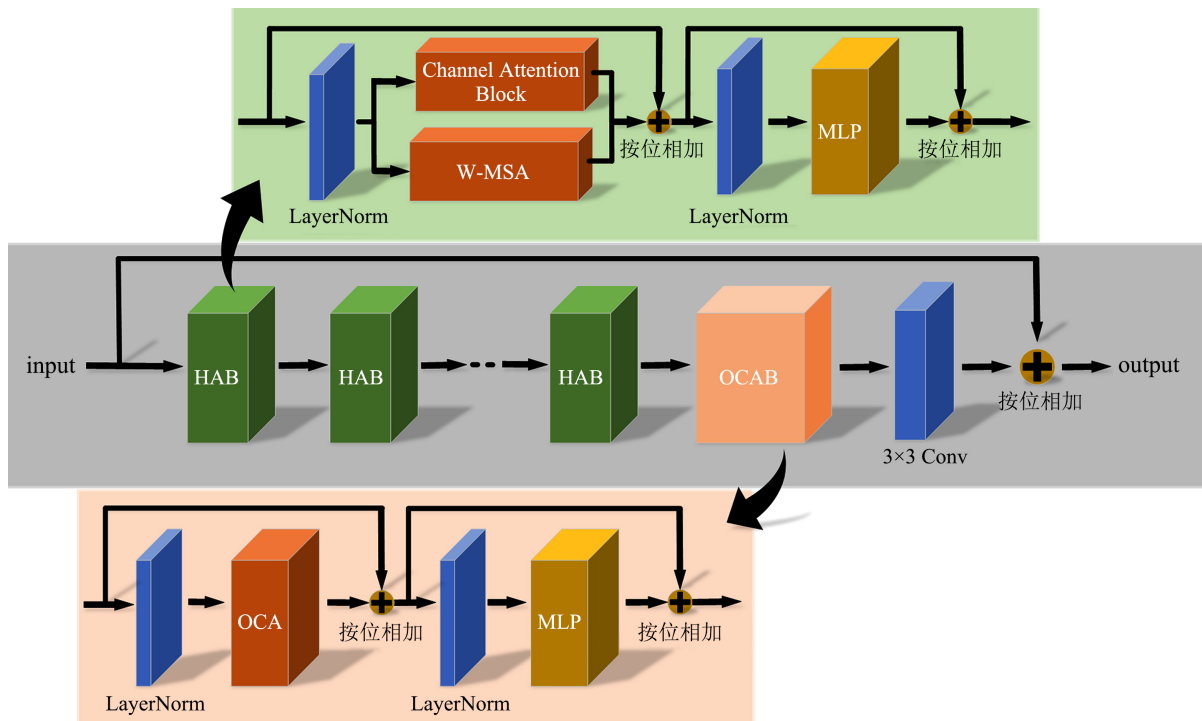 Channel Attention
Block
W-MSA
按位相加
MLP
按位相加
LayerNorm
LayerNorm
input
HAB
HAB
HAB
OCAB
output
按位相加
3×3 Conv
OCA
按位相加
MLP
按位相加
LayerNorm
LayerNorm